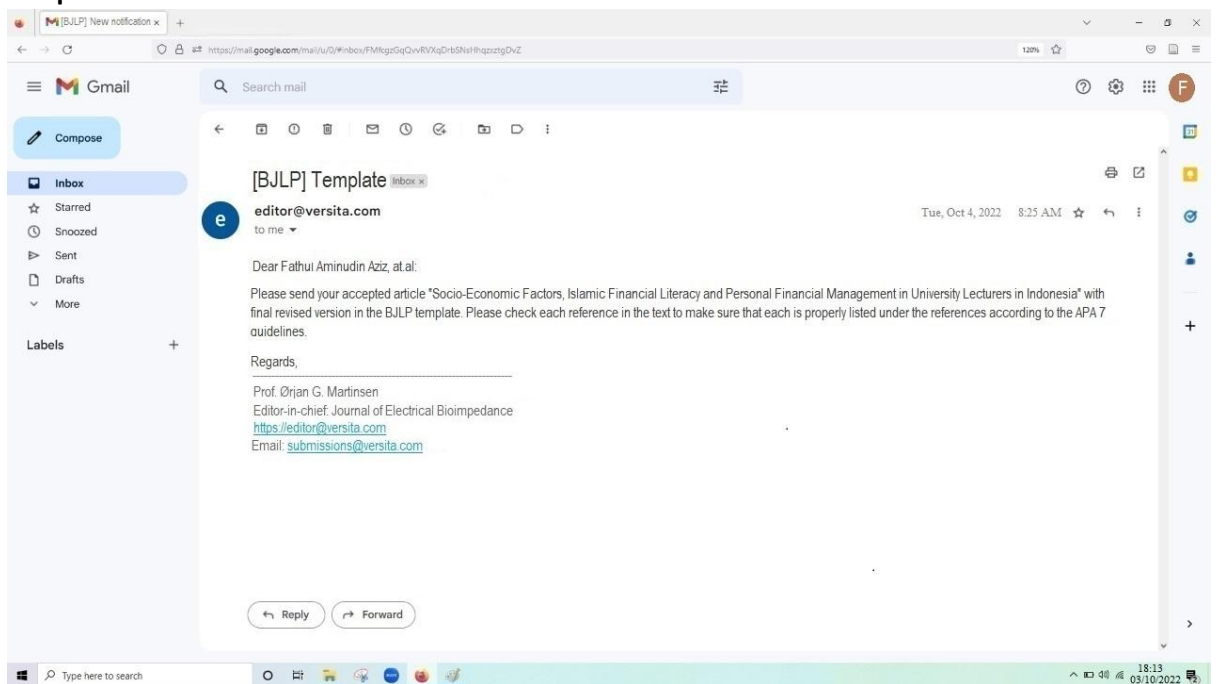 [BJLP] New notification
https://mail.google.com/mail/u/0/#inbox/
120%
Gmail
Search mail
F
Compose
Inbox
Starred
Snoozed
Sent
Drafts
More
Labels
[BJLP] Template Inbox x
e
editor@versita.com
Tue, Oct 4, 2022 8:25 AM
to me
Dear Fathul Aminudin Aziz, at.al:
Please send your accepted article "Socio-Economic Factors, Islamic Financial Literacy and Personal Financial Management in University Lecturers in Indonesia" with
final revised version in the BJLP template. Please check each reference in the text to make sure that each is properly listed under the references according to the APA 7
guidelines.
Regards,
Prof. Ørjan G. Martinsen
Editor-in-chief: Journal of Electrical Bioimpedance
https://editor@versita.com
Email: submissions@versita.com
Reply
Forward
Type here to search
18:13
03/10/2022